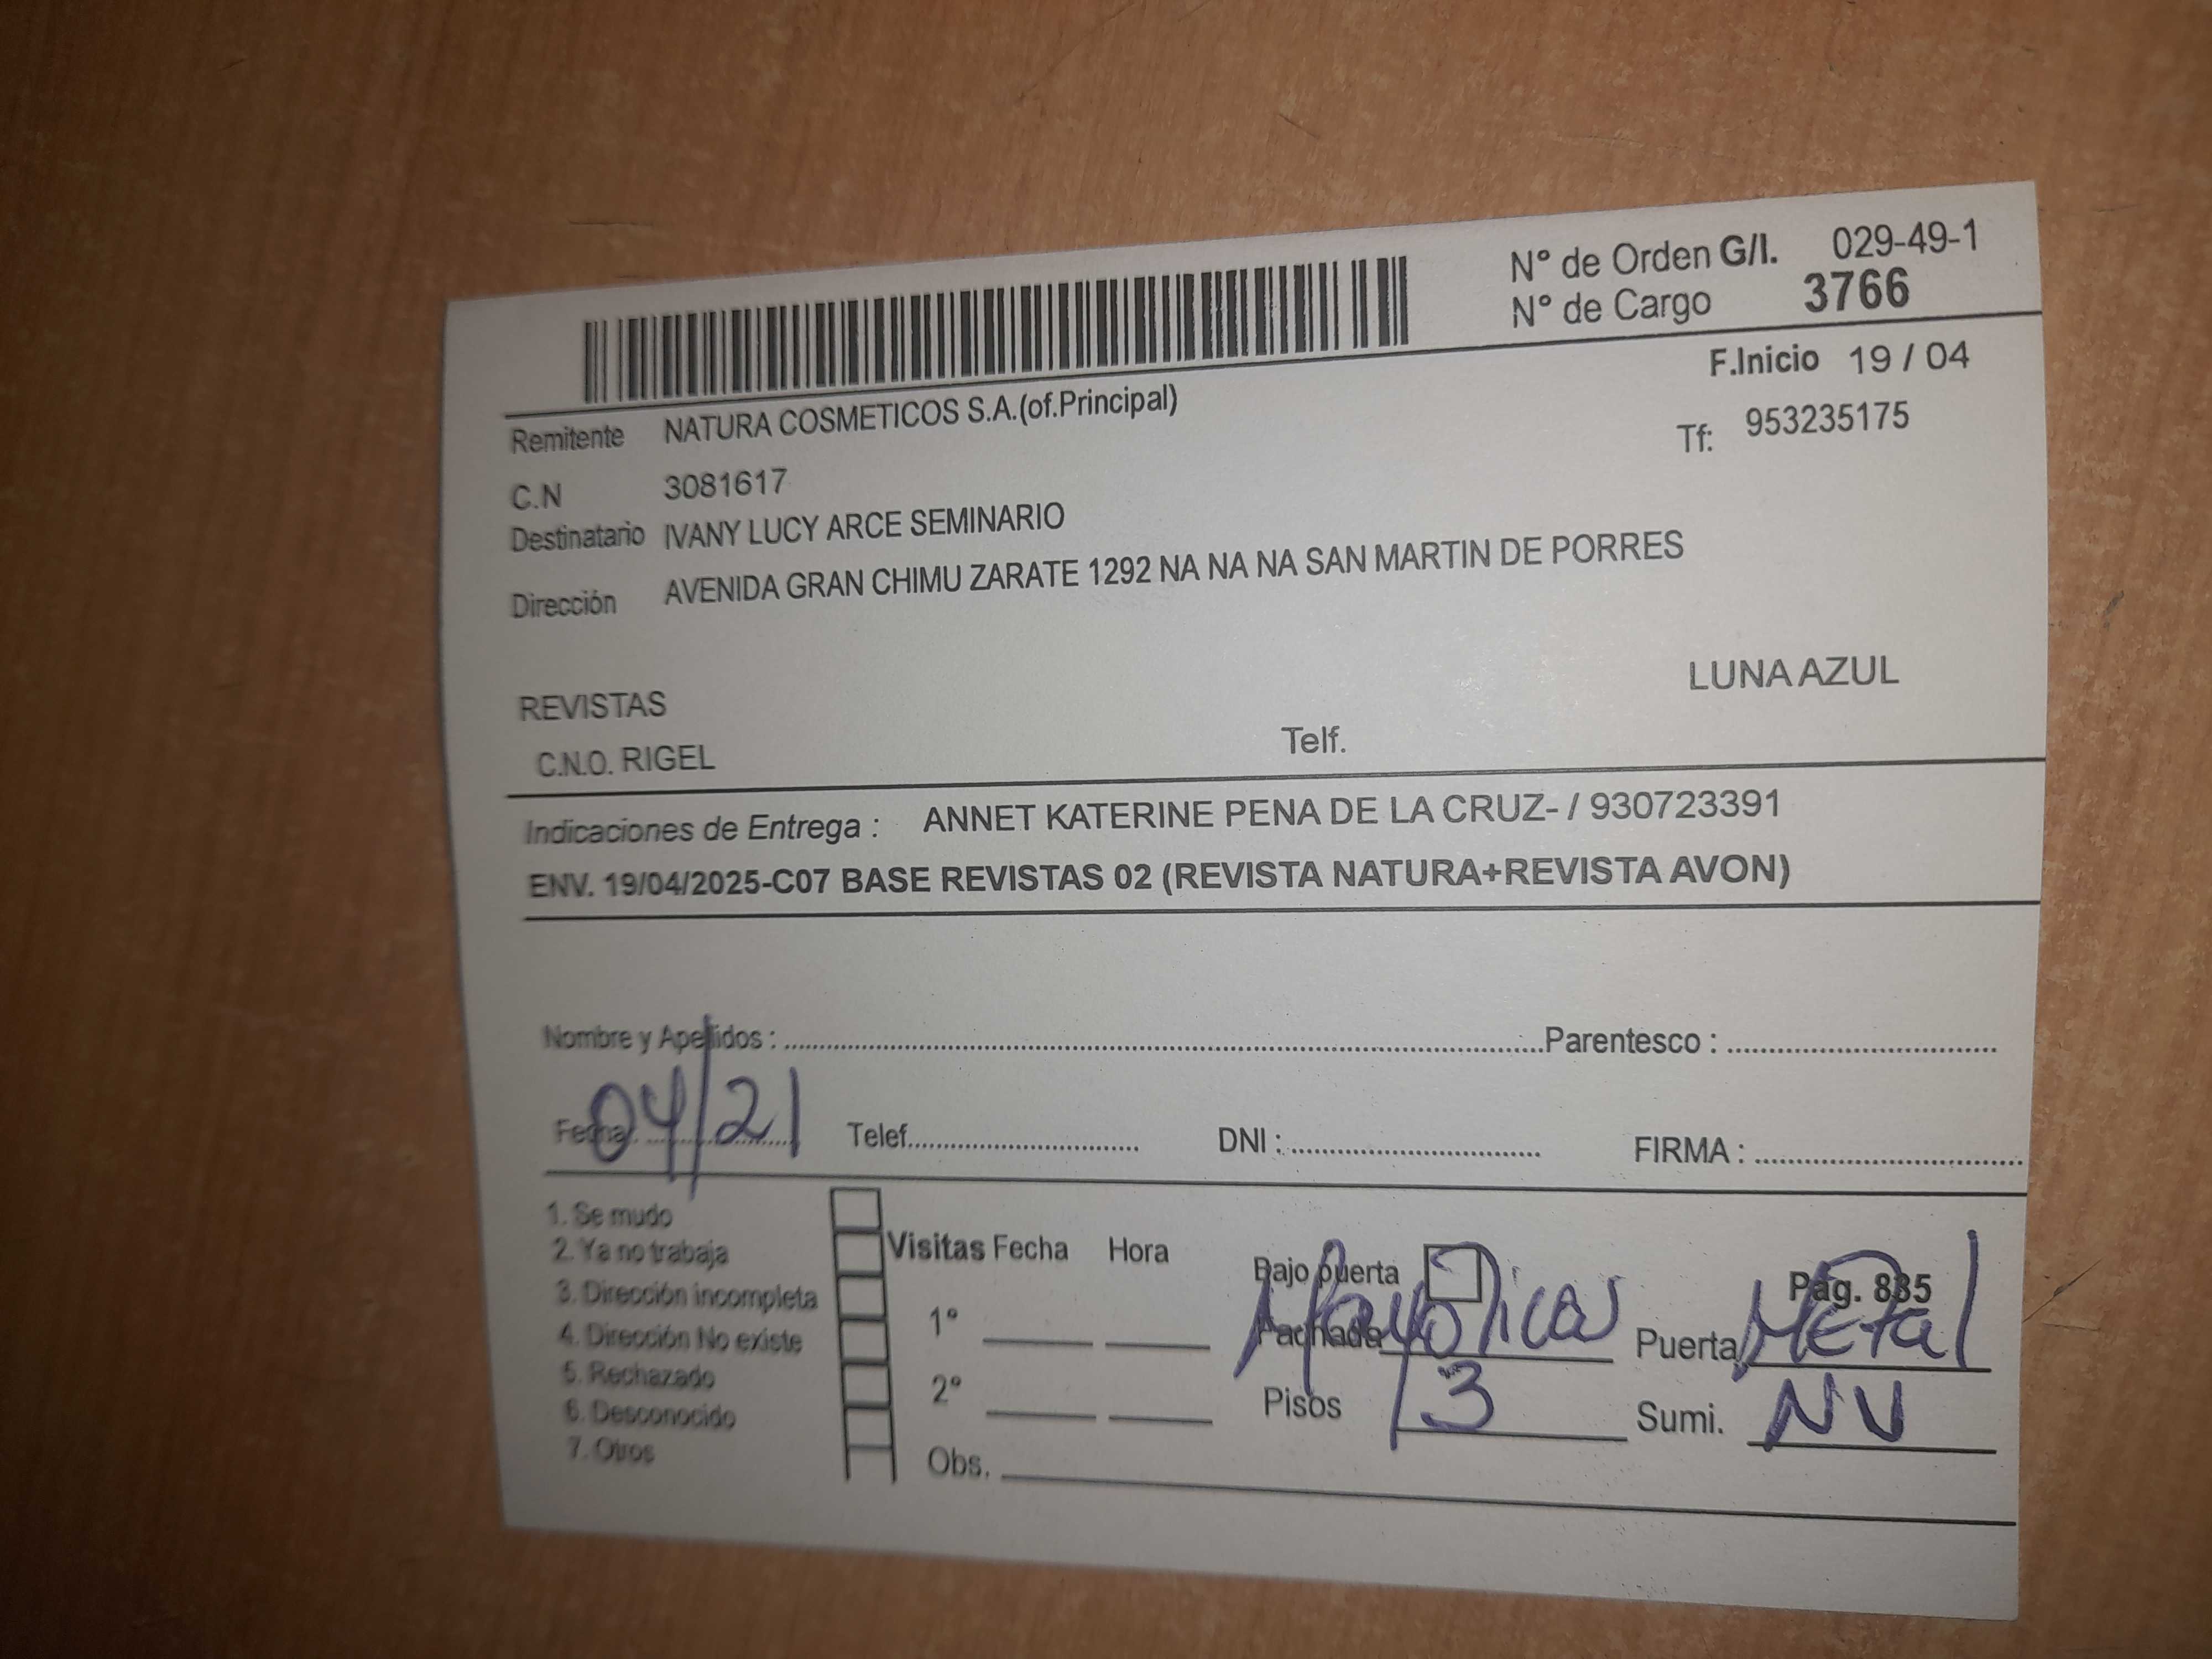 N° de Orden G/I. 029-49-1
N° de Cargo 3766
F.Inicio 19 / 04
Remitente NATURA COSMETICOS S.A.(of.Principal)
Tf: 953235175
C.N 3081617
Destinatario IVANY LUCY ARCE SEMINARIO
Dirección AVENIDA GRAN CHIMU ZARATE 1292 NA NA NA SAN MARTIN DE PORRES
LUNA AZUL
REVISTAS
C.N.O. RIGEL Telf.
Indicaciones de Entrega : ANNET KATERINE PENA DE LA CRUZ- / 930723391
ENV. 19/04/2025-C07 BASE REVISTAS 02 (REVISTA NATURA+REVISTA AVON)
Nombre y Apellidos : Parentesco :
Fecha 04/21 Telef. DNI : FIRMA :
1. Se mudo
2. Ya no trabaja
3. Dirección incompleta
4. Dirección No existe
5. Rechazado
6. Desconocido
7. Otros
Visitas Fecha Hora
1°
2°
Obs.
Bajo puerta Pág. 835
Fachada Mayolica Puerta Metal
Pisos 3 Sumi. NV